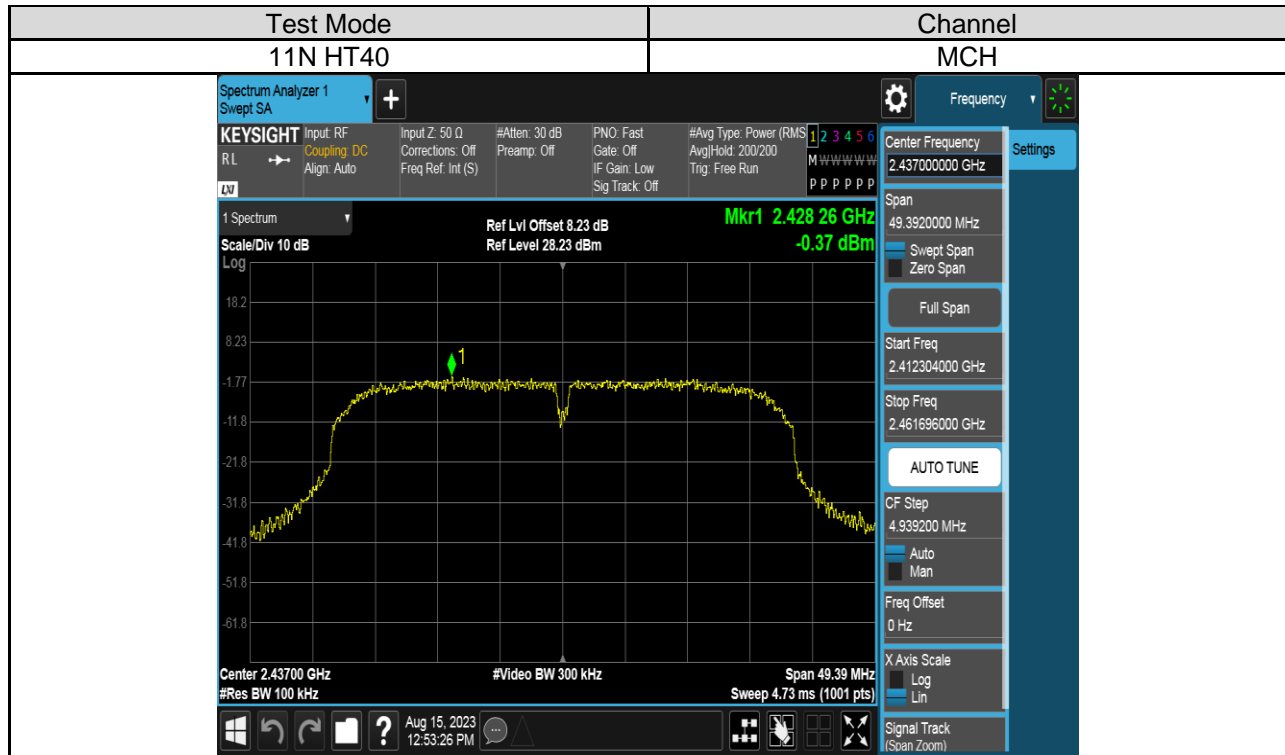 Test Mode
Channel
11N HT40
MCH
Spectrum Analyzer 1
Swept SA
+
Frequency
KEYSIGHT
RL
LXI
Input: RF
Coupling: DC
Align: Auto
Input Z: 50 Ω
Corrections: Off
Freq Ref: Int (S)
#Atten: 30 dB
Preamp: Off
PNO: Fast
Gate: Off
IF Gain: Low
Sig Track: Off
#Avg Type: Power (RMS
Avg|Hold: 200/200
Trig: Free Run
1 2 3 4 5 6
M W W W W W
P P P P P P
1 Spectrum
Scale/Div 10 dB
Ref Lvl Offset 8.23 dB
Ref Level 28.23 dBm
Mkr1 2.428 26 GHz
-0.37 dBm
Log
18.2
8.23
-1.77
-11.8
-21.8
-31.8
-41.8
-51.8
-61.8
1
Center 2.43700 GHz
#Video BW 300 kHz
Span 49.39 MHz
#Res BW 100 kHz
Sweep 4.73 ms (1001 pts)
?
Aug 15, 2023
12:53:26 PM
Center Frequency
2.437000000 GHz
Settings
Span
49.3920000 MHz
Swept Span
Zero Span
Full Span
Start Freq
2.412304000 GHz
Stop Freq
2.461696000 GHz
AUTO TUNE
CF Step
4.939200 MHz
Auto
Man
Freq Offset
0 Hz
X Axis Scale
Log
Lin
Signal Track
(Span Zoom)